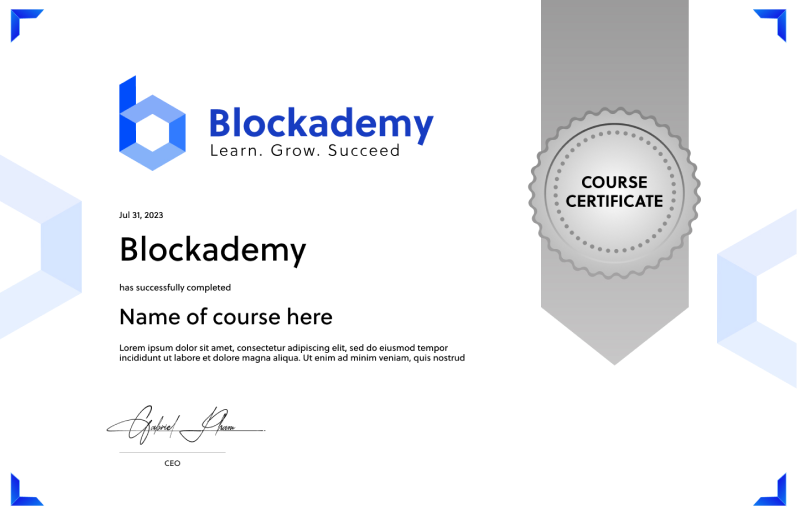 Blockademy
Learn. Grow. Succeed
COURSE
CERTIFICATE
Jul 31, 2023
Blockademy
has successfully completed
Name of course here
Lorem ipsum dolor sit amet, consectetur adipiscing elit, sed do eiusmod tempor
incididunt ut labore et dolore magna aliqua. Ut enim ad minim veniam, quis nostrud
Gabriel
CEO